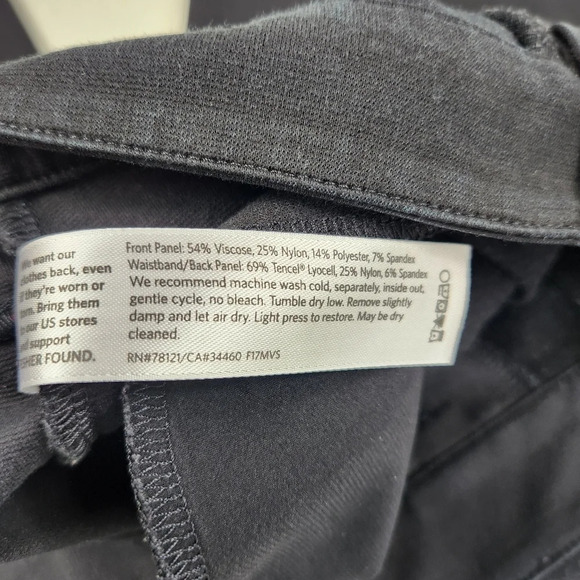 want our
clothes back, even
they're worn or
Bring them
our US stores
support
FOUND.
Front Panel: 54% Viscose, 25% Nylon, 14% Polyester, 7% Spandex
Waistband/Back Panel: 69% Tencel® Lyocell, 25% Nylon, 6% Spandex
We recommend machine wash cold, separately, inside out,
gentle cycle, no bleach. Tumble dry low. Remove slightly
damp and let air dry. Light press to restore. May be dry
cleaned.
RN#78121/CA#34460 F17MVS